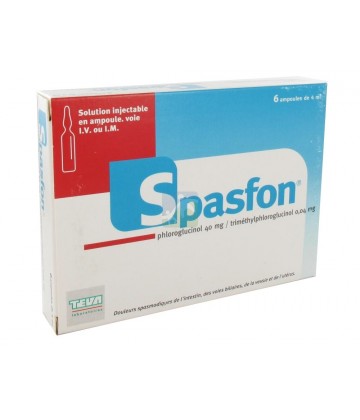 Solution injectable
en ampoule. voie
I.V. ou I.M.
6 ampoules de 4 ml
Spasfon®
phloroglucinol 40 mg / triméthylphloroglucinol 0,04 mg
TEVA
laboratoires
Douleurs spasmodiques de l'intestin, des voies biliaires, de la vessie et de l'utérus.